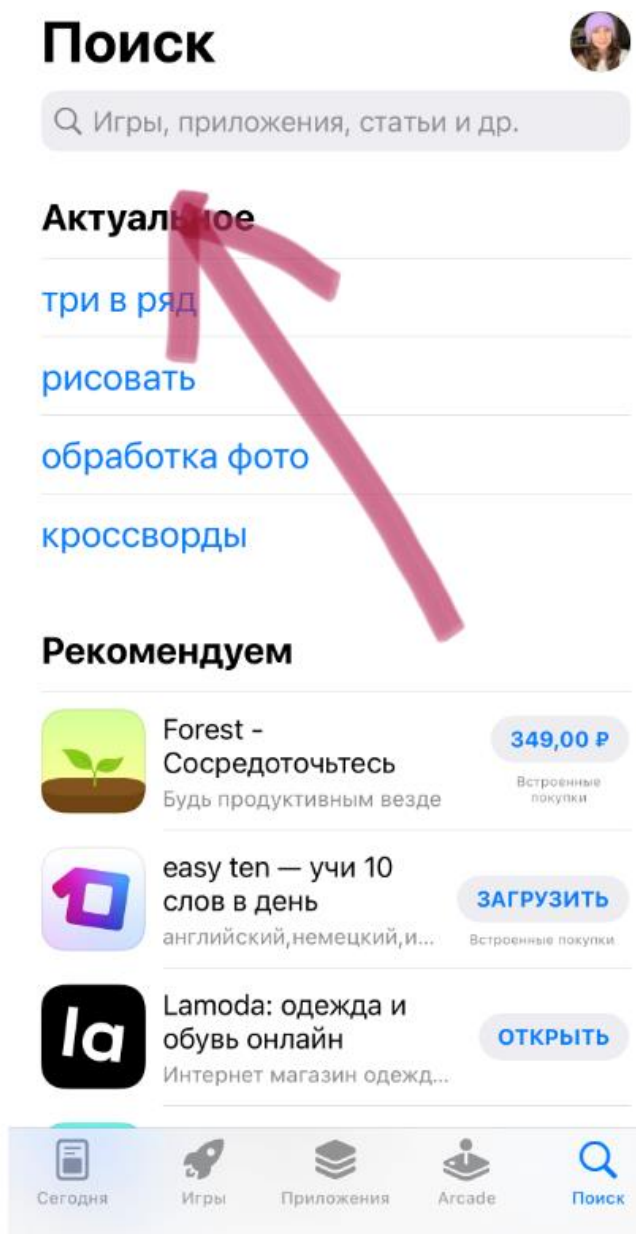 Поиск
Игры, приложения, статьи и др.
Актуальное
три в ряд
рисовать
обработка фото
кроссворды
Рекомендуем
Forest -
Сосредоточьтесь
Будь продуктивным везде
349,00 ₽
Встроенные
покупки
easy ten — учи 10
слов в день
английский,немецкий,и...
ЗАГРУЗИТЬ
Встроенные покупки
la
Lamoda: одежда и
обувь онлайн
Интернет магазин одежд...
ОТКРЫТЬ
Сегодня
Игры
Приложения
Arcade
Поиск